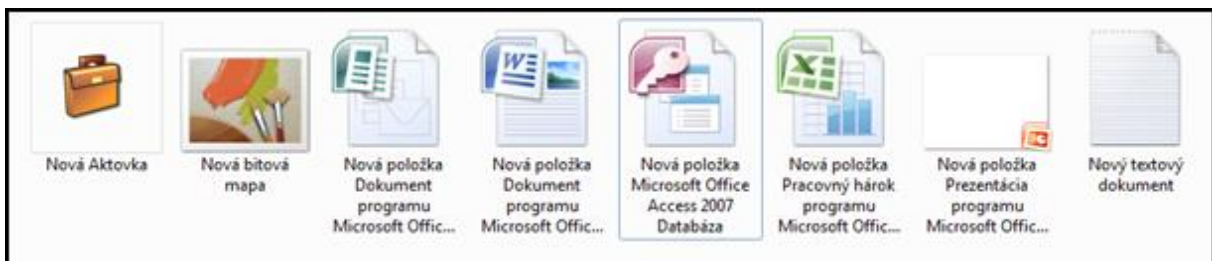 Nová Aktovka
Nová bitová
mapa
Nová položka
Dokument
programu
Microsoft Offic...
Nová položka
Dokument
programu
Microsoft Offic...
Nová položka
Microsoft Office
Access 2007
Databáza
Nová položka
Pracovný hárok
programu
Microsoft Offic...
Nová položka
Prezentácia
programu
Microsoft Offic...
Nový textový
dokument